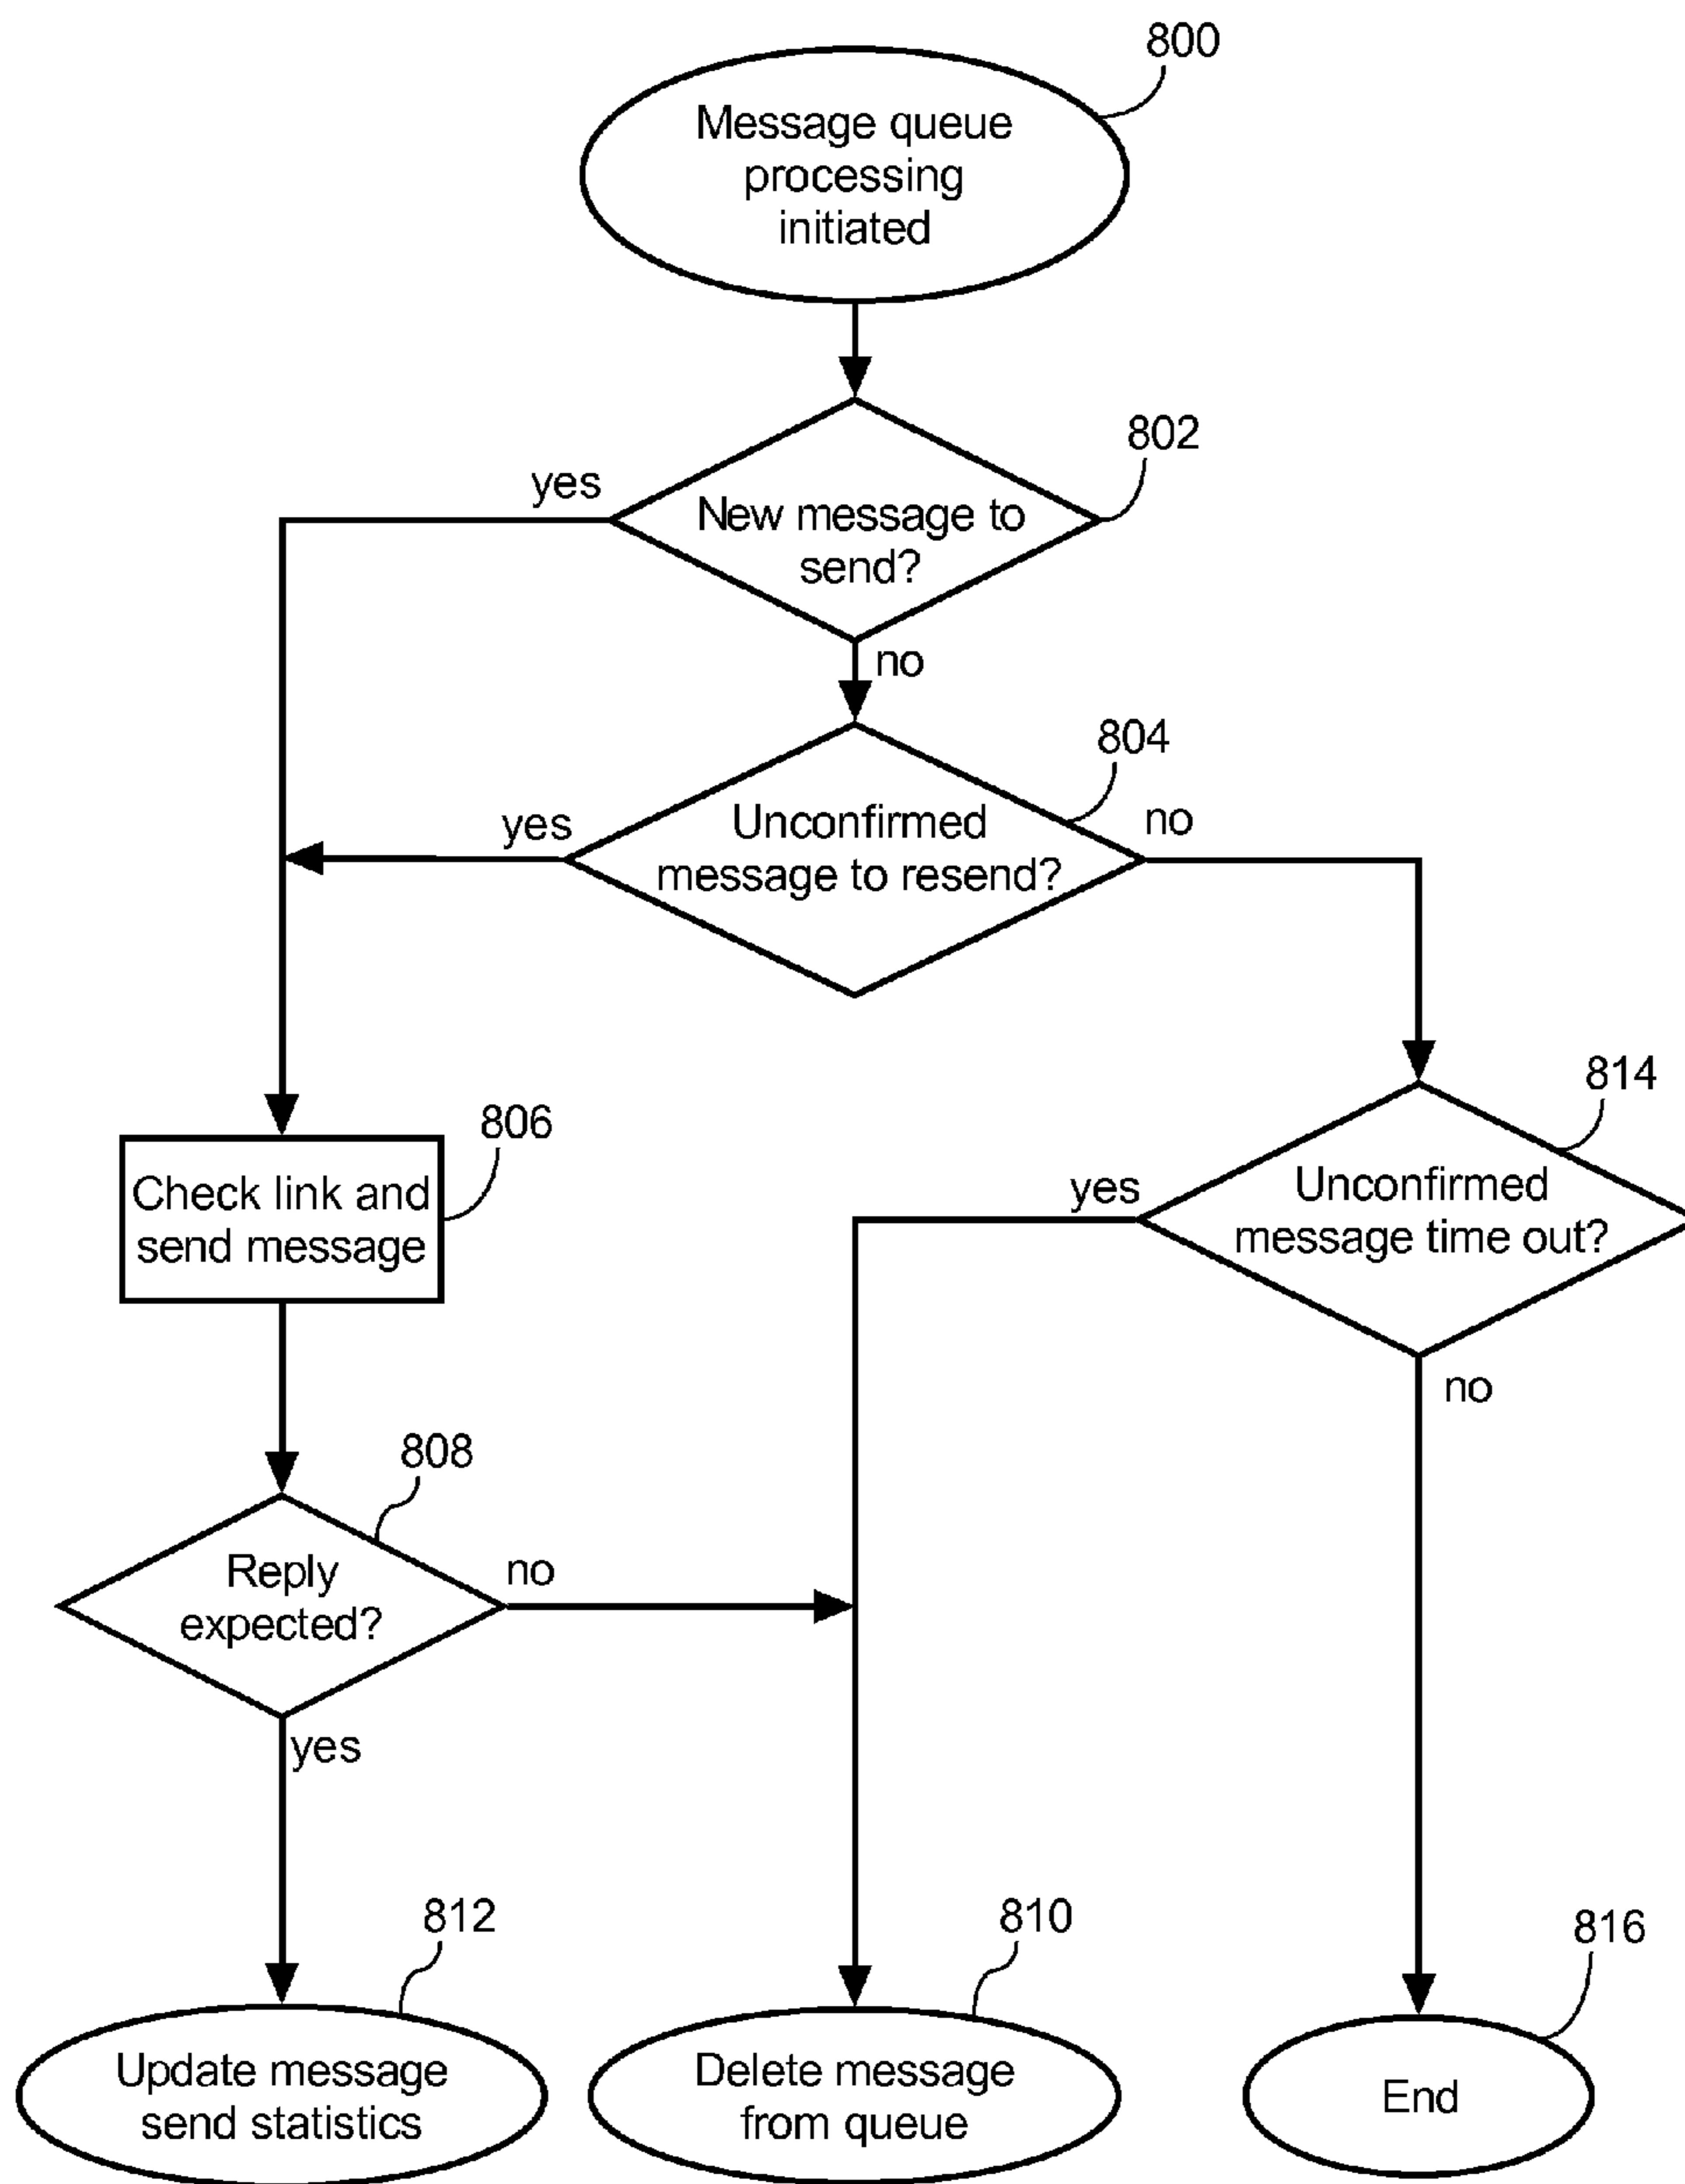 800
Message queue
processing
initiated
802
yes
New message to
send?
no
804
yes
Unconfirmed
message to resend?
no
814
806
Check link and
send message
yes
Unconfirmed
message time out?
no
808
Reply
expected?
no
yes
812
810
816
Update message
send statistics
Delete message
from queue
End